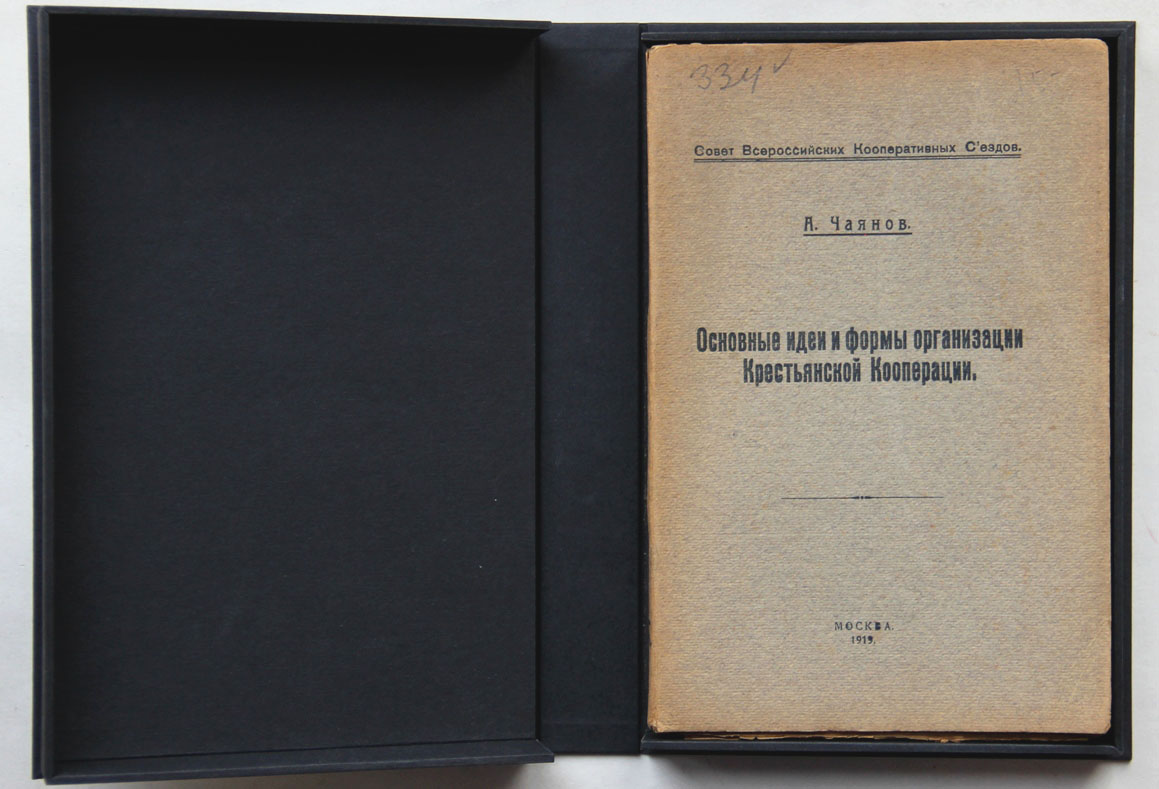 334
Совет Всероссийских Кооперативных С'ездов.
А. Чаянов.
Основные идеи и формы организации
Крестьянской Кооперации.
МОСКВА.
1919.